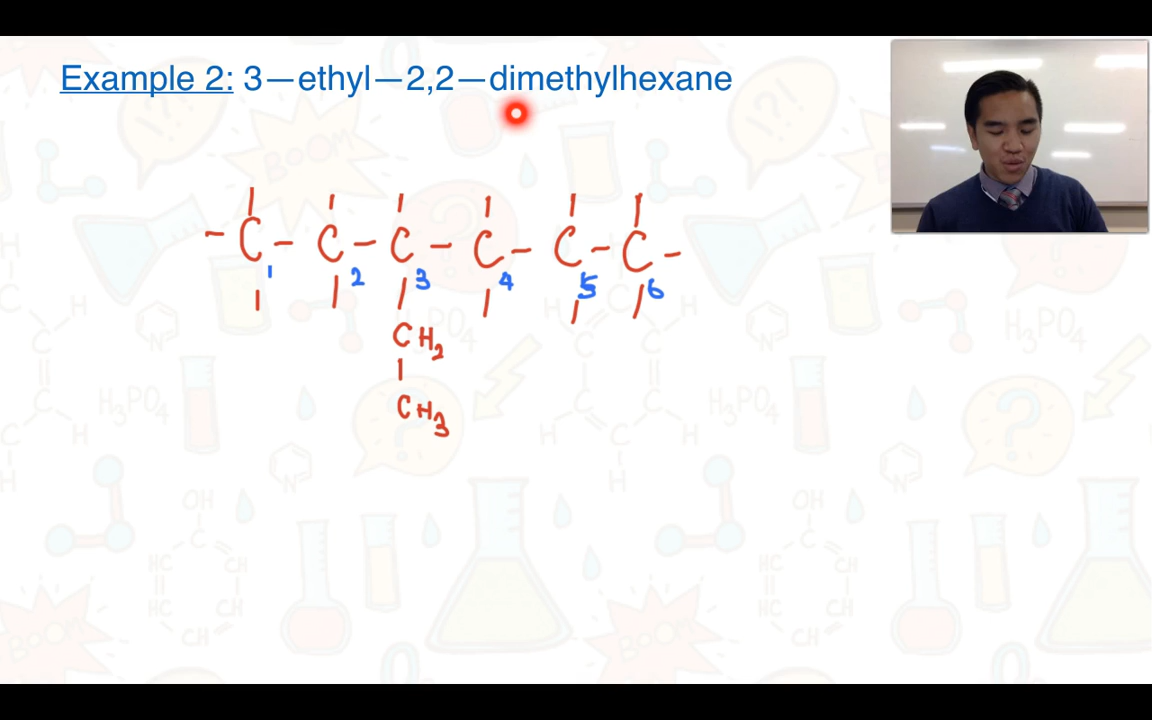 Example 2: 3—ethyl—2,2—dimethylhexane
- C - C - C - C - C - C -
1 2 3 4 5 6
CH₂
CH₃